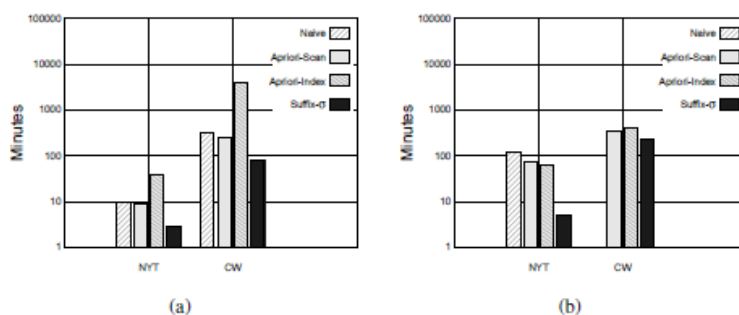 100000
10000
1000
100
10
1
Minutes
Naive
Apriori-Scan
Apriori-Index
Suffix-σ
NYT CW
(a)
100000
10000
1000
100
10
1
Minutes
Naive
Apriori-Scan
Apriori-Index
Suffix-σ
NYT CW
(b)